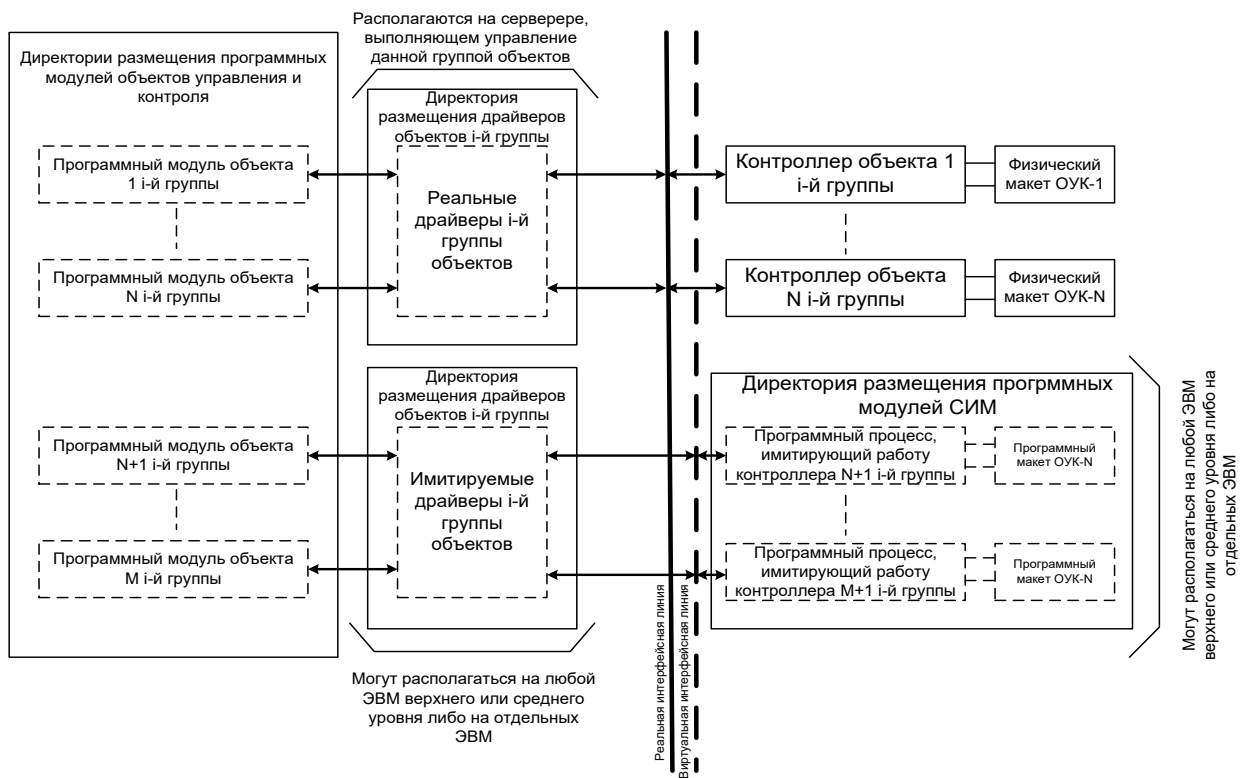 Располагаются на серверере,
выполняющем управление
данной группой объектов
Директории размещения программных
модулей объектов управления и
контроля
Директория
размещения драйверов
объектов i-й группы
Программный модуль объекта
1 i-й группы
Реальные
драйверы i-й
группы
объектов
Контроллер объекта 1
i-й группы
Физический
макет ОУК-1
Программный модуль объекта
N i-й группы
Контроллер объекта
N i-й группы
Физический
макет ОУК-N
Директория
размещения драйверов
объектов i-й группы
Директория размещения прогрммных
модулей СИМ
Программный модуль объекта
N+1 i-й группы
Имитируемые
драйверы i-й
группы
объектов
Программный процесс,
имитирующий работу
контроллера N+1 i-й группы
Программный
макет ОУК-N
Программный модуль объекта
M i-й группы
Программный процесс,
имитирующий работу
контроллера M+1 i-й группы
Программный
макет ОУК-N
Могут располагаться на любой ЭВМ
верхнего или среднего уровня либо на
отдельных ЭВМ
Реальная интерфейсная линия
Виртуальная интерфейсная линия
Могут располагаться на любой
ЭВМ верхнего или среднего
уровня либо на отдельных
ЭВМ